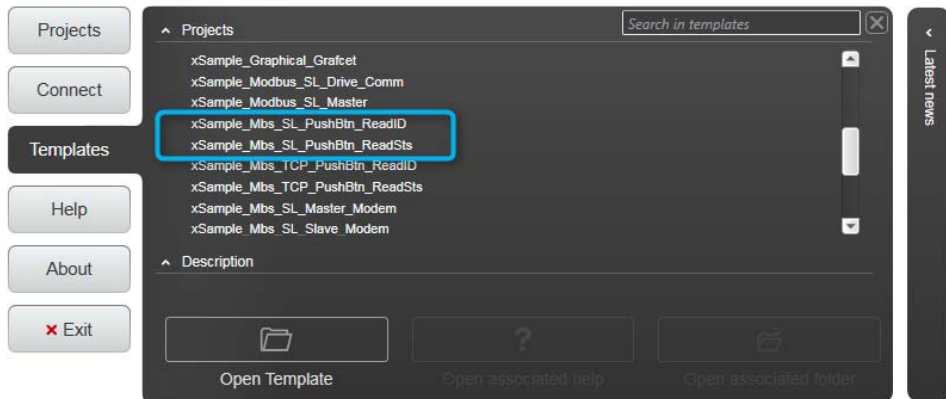 Projects
Connect
Templates
Help
About
× Exit
Projects
Search in templates
xSample_Graphical_Grafcet
xSample_Modbus_SL_Drive_Comm
xSample_Modbus_SL_Master
xSample_Mbs_SL_PushBtn_ReadID
xSample_Mbs_SL_PushBtn_ReadSts
xSample_Mbs_TCP_PushBtn_ReadID
xSample_Mbs_TCP_PushBtn_ReadSts
xSample_Mbs_SL_Master_Modem
xSample_Mbs_SL_Slave_Modem
Description
?
Open Template
Open associated help
Open associated folder
Latest news